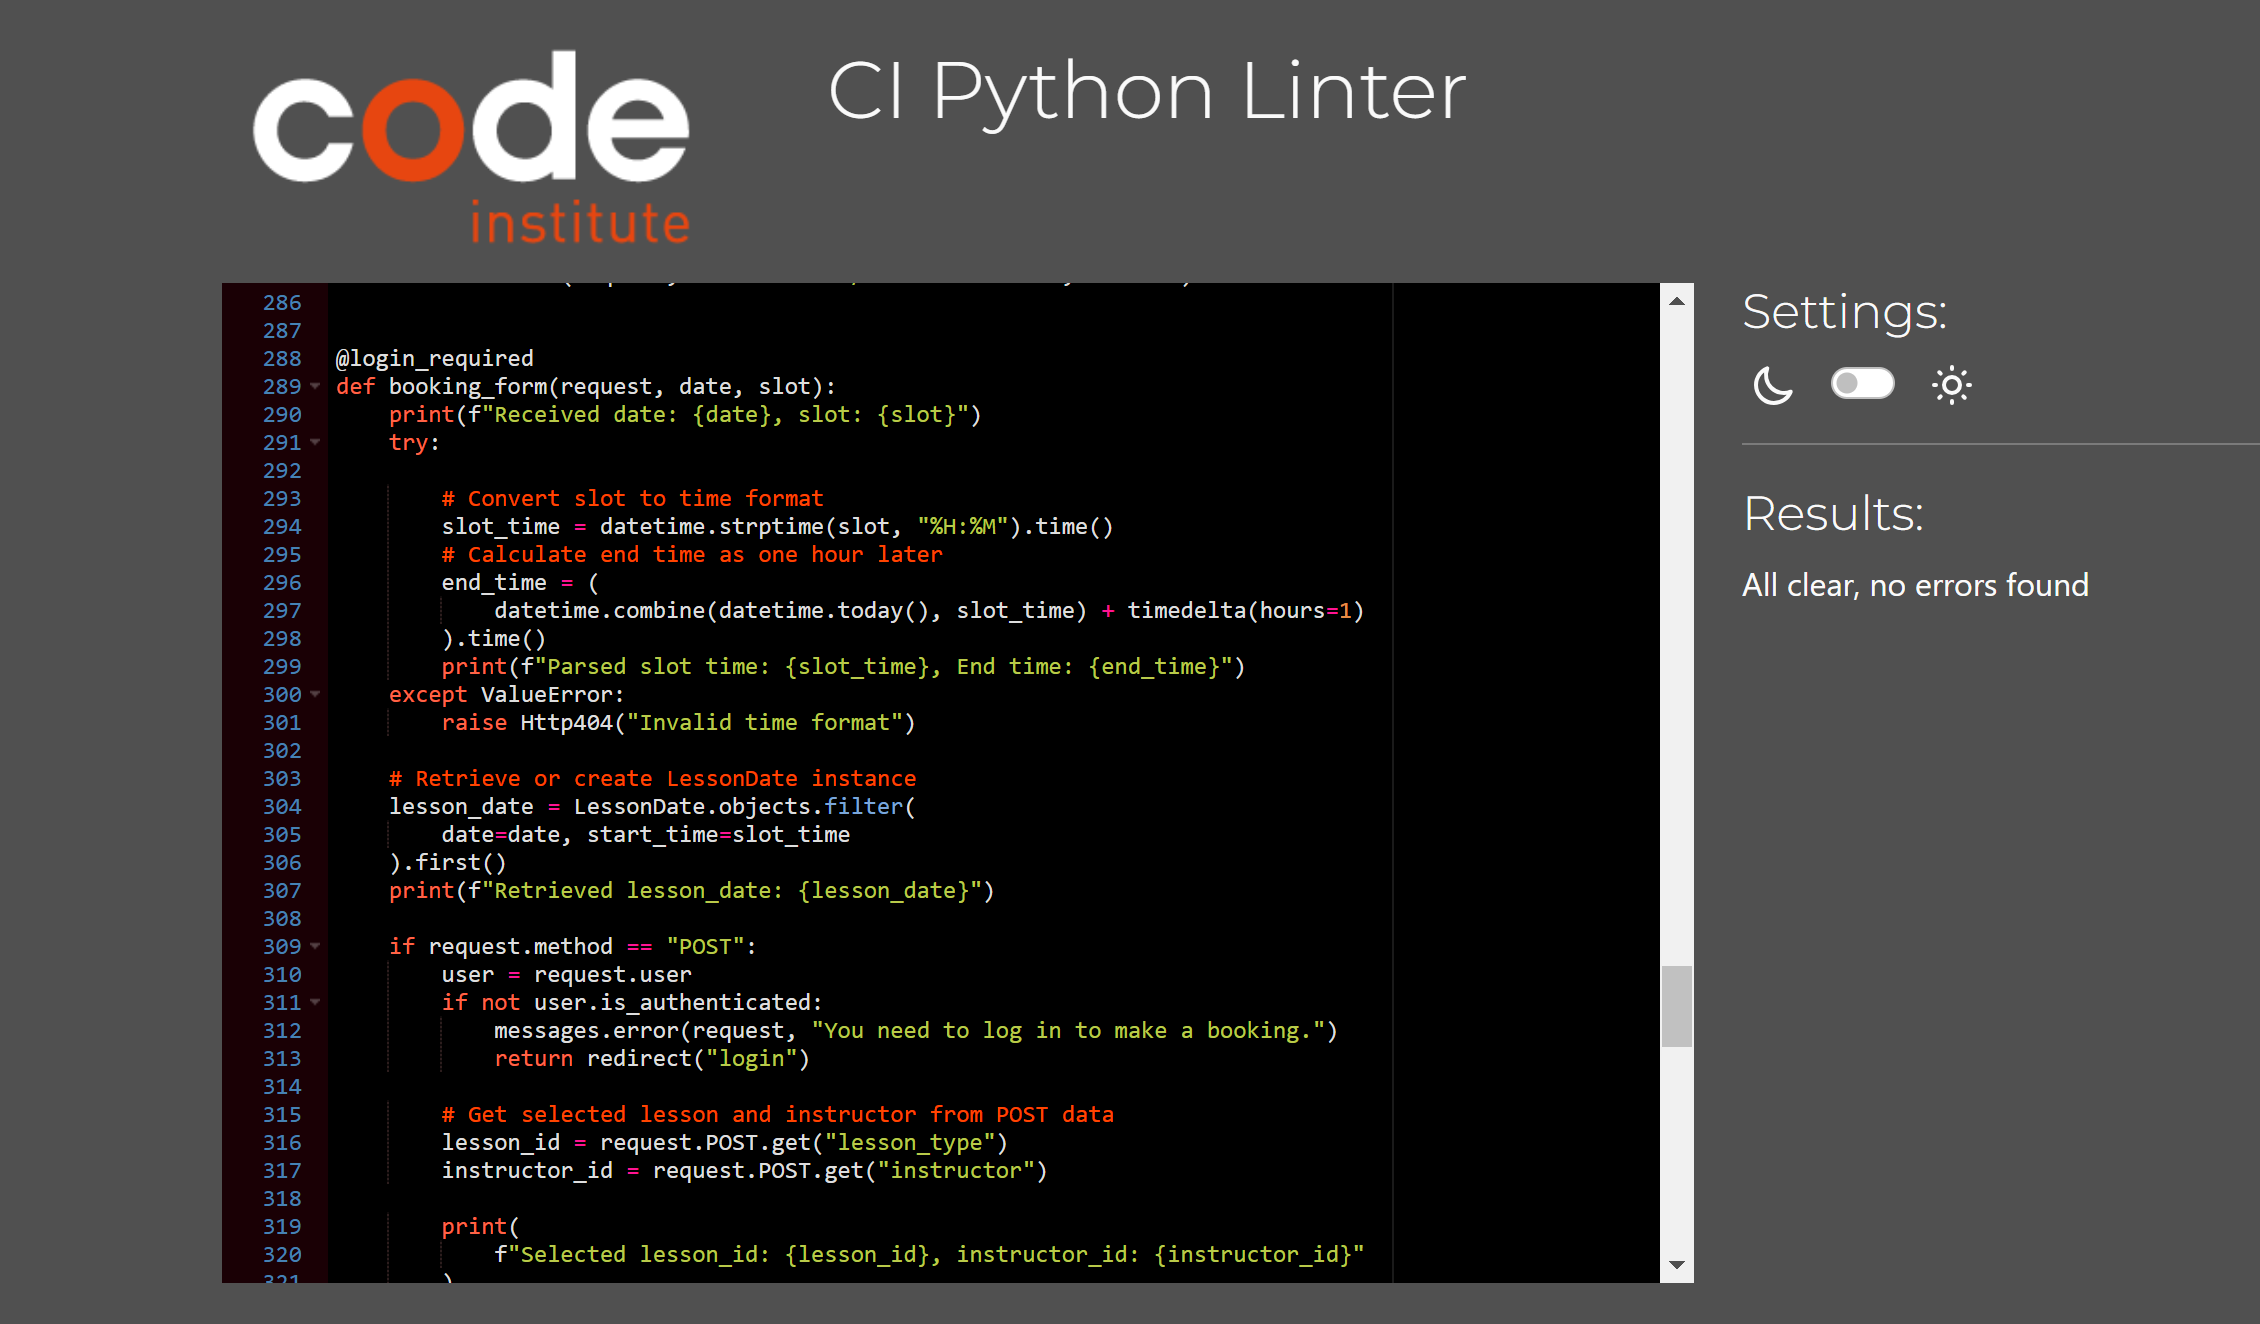 code
institute
CI Python Linter
286
287
288 @login_required
289 def booking_form(request, date, slot):
290     print(f"Received date: {date}, slot: {slot}")
291     try:
292
293         # Convert slot to time format
294         slot_time = datetime.strptime(slot, "%H:%M").time()
295         # Calculate end time as one hour later
296         end_time = (
297             datetime.combine(datetime.today(), slot_time) + timedelta(hours=1)
298         ).time()
299         print(f"Parsed slot time: {slot_time}, End time: {end_time}")
300     except ValueError:
301         raise Http404("Invalid time format")
302
303     # Retrieve or create LessonDate instance
304     lesson_date = LessonDate.objects.filter(
305         date=date, start_time=slot_time
306     ).first()
307     print(f"Retrieved lesson_date: {lesson_date}")
308
309     if request.method == "POST":
310         user = request.user
311         if not user.is_authenticated:
312             messages.error(request, "You need to log in to make a booking.")
313             return redirect("login")
314
315         # Get selected lesson and instructor from POST data
316         lesson_id = request.POST.get("lesson_type")
317         instructor_id = request.POST.get("instructor")
318
319         print(
320             f"Selected lesson_id: {lesson_id}, instructor_id: {instructor_id}"
321         )
Settings:
Results:
All clear, no errors found